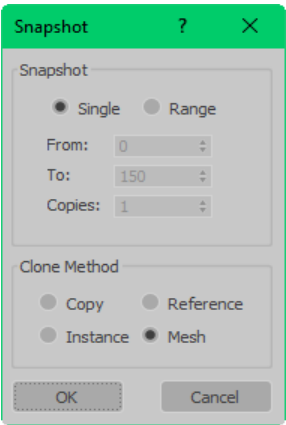 Snapshot ?
Snapshot
Single Range
From: 0
To: 150
Copies: 1
Clone Method
Copy Reference
Instance Mesh
OK Cancel